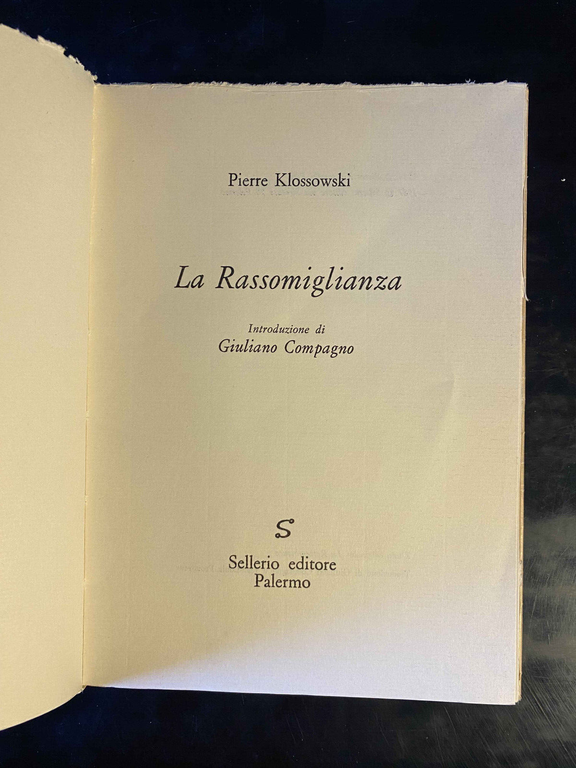 Pierre Klossowski
La Rassomiglianza
Introduzione di
Giuliano Compagno
S
Sellerio editore
Palermo